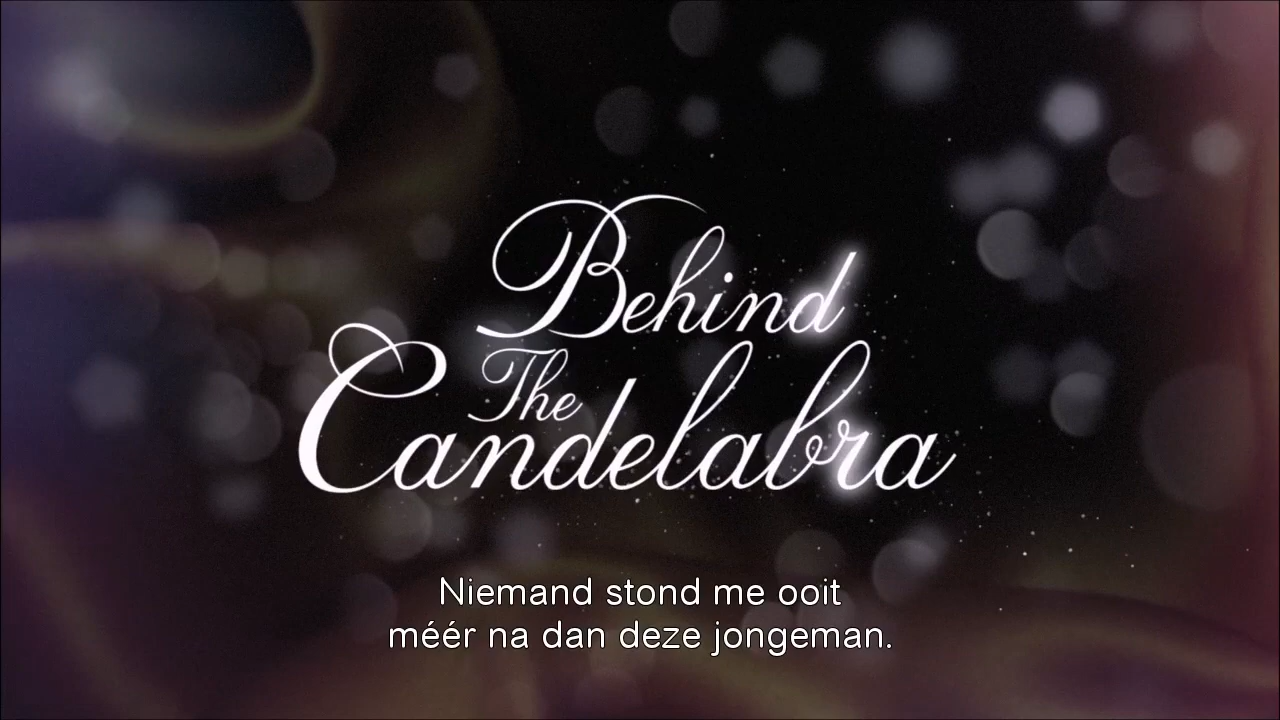 Behind
The
Candelabra
Niemand stond me ooit
méér na dan deze jongeman.